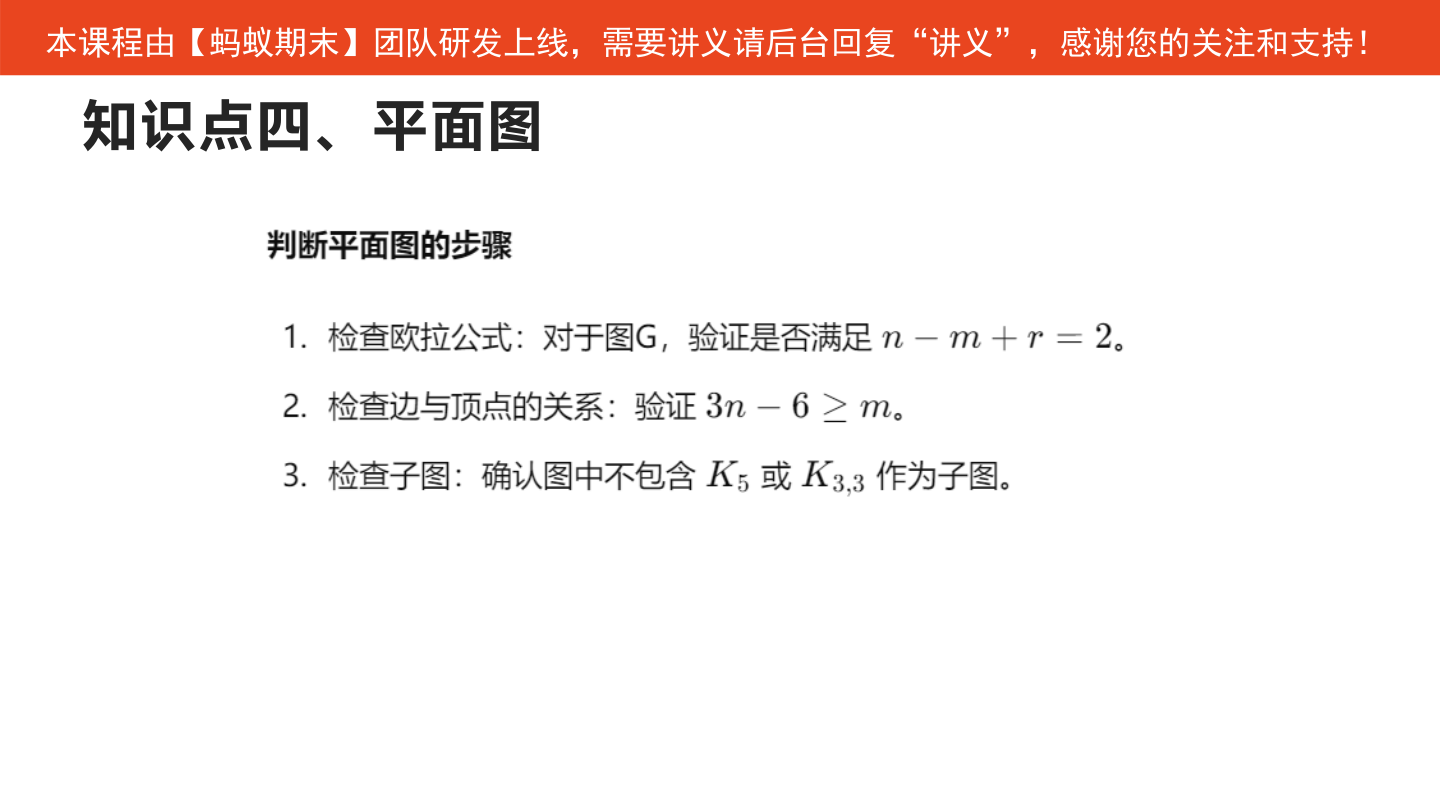 本课程由【蚂蚁期末】团队研发上线，需要讲义请后台回复“讲义”，感谢您的关注和支持！
知识点四、平面图
判断平面图的步骤
1. 检查欧拉公式：对于图G，验证是否满足 n − m + r = 2。
2. 检查边与顶点的关系：验证 3n − 6 ≥ m。
3. 检查子图：确认图中不包含 K₅ 或 K₃,₃ 作为子图。